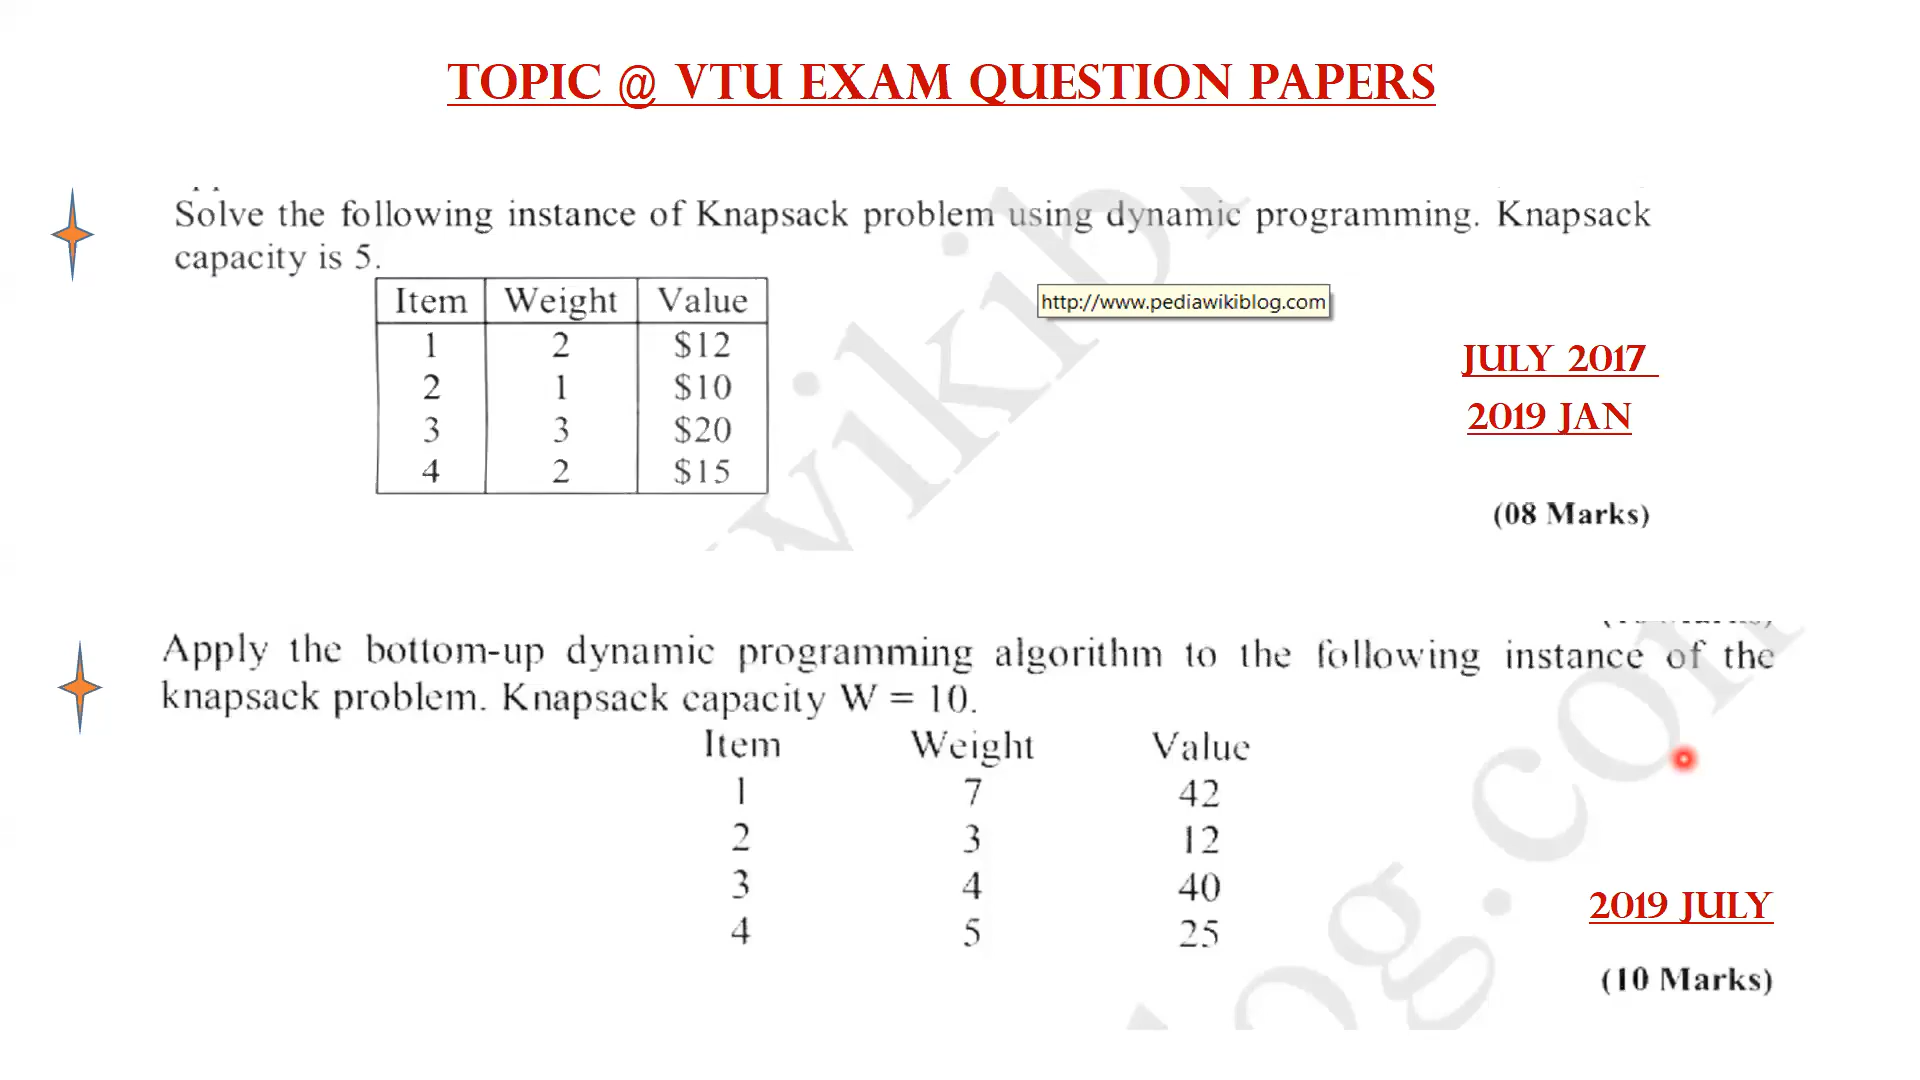 TOPIC @ VTU EXAM QUESTION PAPERS
Solve the following instance of Knapsack problem using dynamic programming. Knapsack
capacity is 5.
Item Weight Value
1 2 $12
2 1 $10
3 3 $20
4 2 $15
http://www.pediawikiblog.com
JULY 2017
2019 JAN
(08 Marks)
Apply the bottom-up dynamic programming algorithm to the following instance of the
knapsack problem. Knapsack capacity W = 10.
Item Weight Value
1 7 42
2 3 12
3 4 40
4 5 25
2019 JULY
(10 Marks)